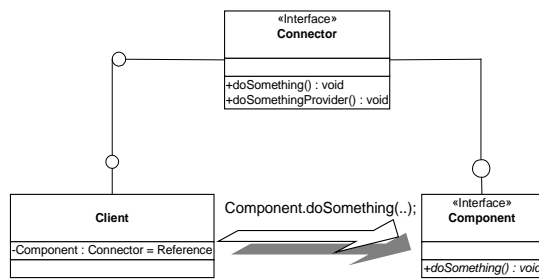 «Interface»
Connector
+doSomething() : void
+doSomethingProvider() : void
Client
-Component : Connector = Reference
Component.doSomething(..);
«Interface»
Component
+doSomething() : void